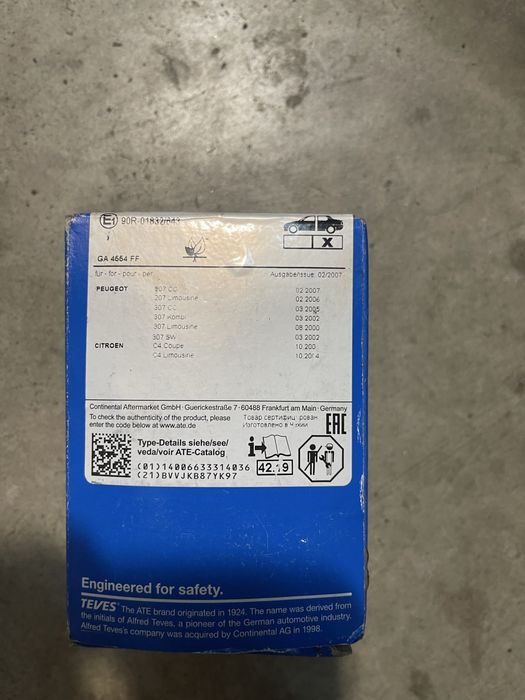 E1 90R-01832/843
X
GA 4664 FF
für - for - pour - per
Ausgabe/issue: 02/2007
PEUGEOT 207 CC 02.2007
207 Limousine 02.2006
307 CC 03.2005
307 Kombi 03.2002
307 Limousine 08.2000
307 SW 03.2002
CITROEN C4 Coupe 10.200
C4 Limousine 10.2014
Continental Aftermarket GmbH · Guerickestraße 7 · 60488 Frankfurt am Main · Germany
To check the authenticity of the product, please
enter the code below at www.ate.de
Товар сертифиц рован
Изготовлено в Чехии
EAC
Type-Details siehe/see/
veda/voir ATE-Catalog
(01)14006633314036
(21)BVVJKB87YK97
i
42.19
Engineered for safety.
TEVES® The ATE brand originated in 1924. The name was derived from
the initials of Alfred Teves, a pioneer of the German automotive industry.
Alfred Teves's company was acquired by Continental AG in 1998.